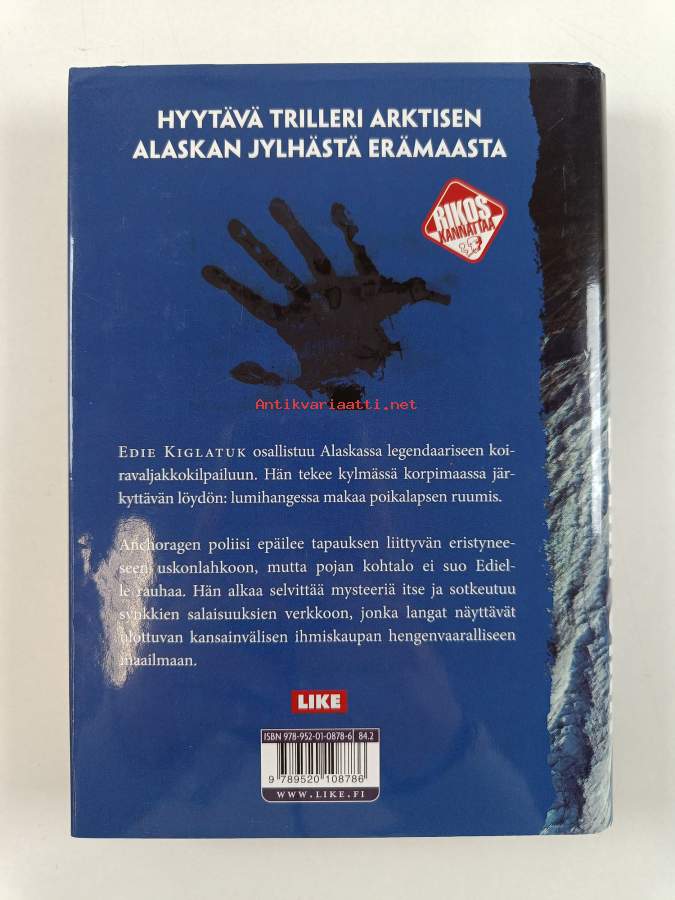 HYYTÄVÄ TRILLERI ARKTISEN
ALASKAN JYLHÄSTÄ ERÄMAASTA
RIKOS
KANNATTAA
Antikvariaatti.net
EDIE KIGLATUK osallistuu Alaskassa legendaariseen koi-
ravaljakkokilpailuun. Hän tekee kylmässä korpimaassa jär-
kyttävän löydön: lumihangessa makaa poikalapsen ruumis.
Anchoragen poliisi epäilee tapauksen liittyvän eristynee-
seen uskonlahkoon, mutta pojan kohtalo ei suo Ediel-
le rauhaa. Hän alkaa selvittää mysteeriä itse ja sotkeutuu
synkkien salaisuuksien verkkoon, jonka langat näyttävät
ulottuvan kansainvälisen ihmiskaupan hengenvaaralliseen
maailmaan.
LIKE
ISBN 978-952-01-0878-6 84.2
9 789520 108786
WWW.LIKE.FI